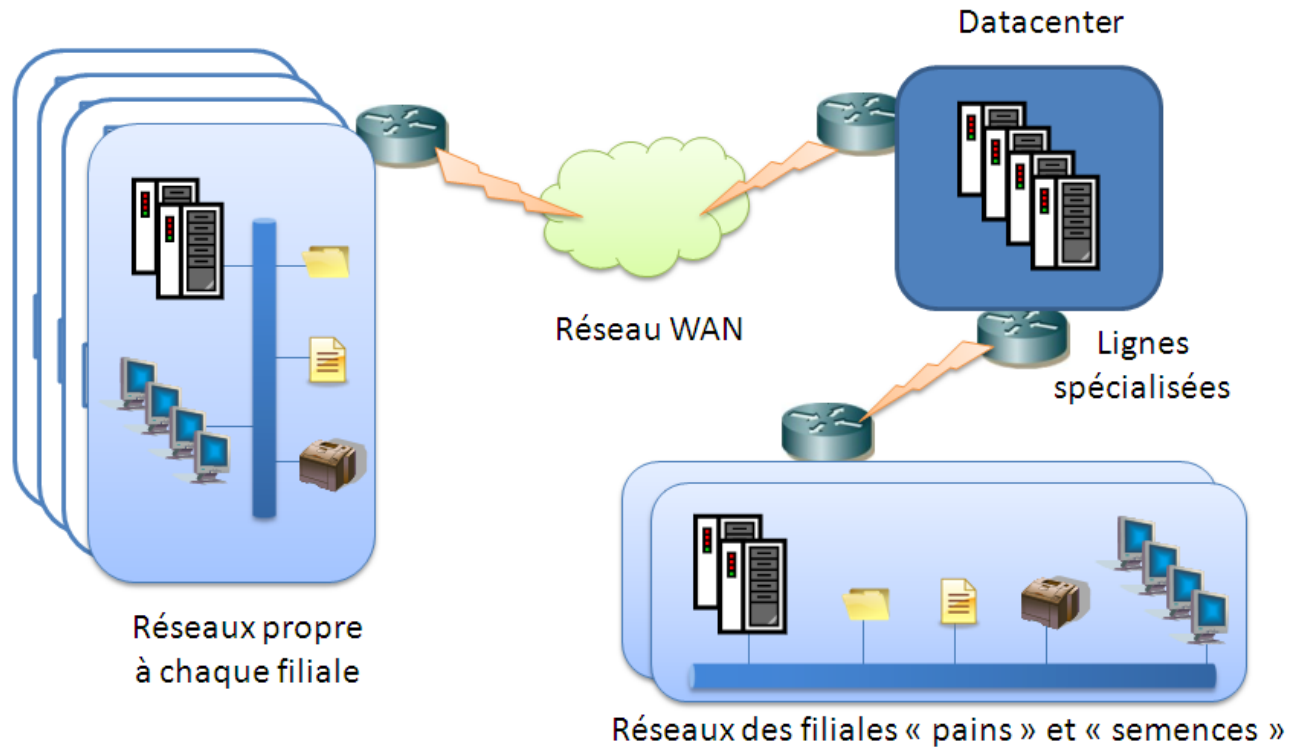 Datacenter
Réseau WAN
Lignes
spécialisées
Réseaux propre
à chaque filiale
Réseaux des filiales « pains » et « semences »